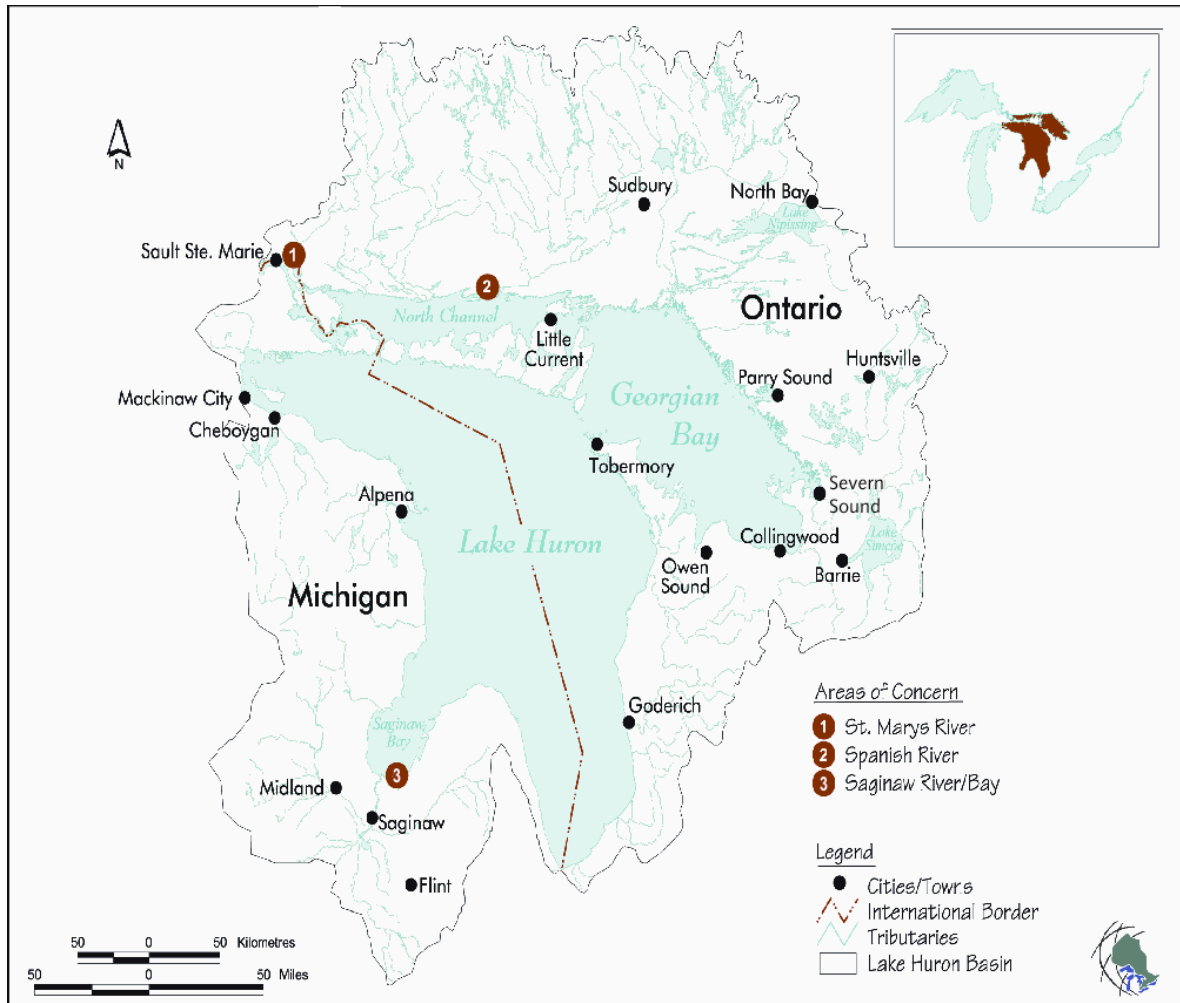 N
Sudbury
North Bay
Lake
Nipissing
Sault Ste. Marie
1
2
North Channel
Little
Current
Ontario
Huntsville
Parry Sound
Georgian
Bay
Mackinaw City
Cheboygan
Tobermory
Alpena
Severn
Sound
Lake Huron
Collingwood
Lake
Simcoe
Owen
Sound
Barrie
Michigan
Goderich
Saginaw
Bay
3
Midland
Saginaw
Flint
Areas of Concern
1 St. Marys River
2 Spanish River
3 Saginaw River/Bay
Legend
Cities/Towns
International Border
Tributaries
Lake Huron Basin
50 0 50 Kilometres
50 0 50 Miles